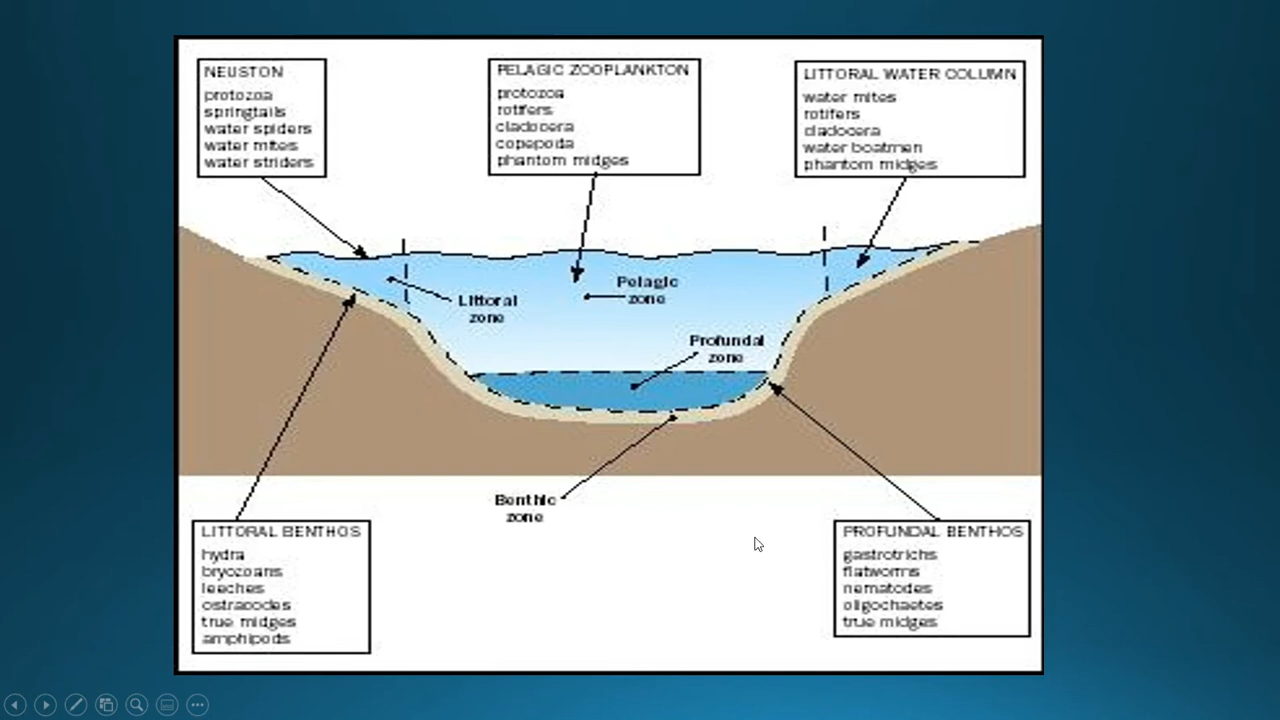 NEUSTON
protozoa
springtails
water spiders
water mites
water striders
PELAGIC ZOOPLANKTON
protozoa
rotifers
cladocera
copepoda
phantom midges
LITTORAL WATER COLUMN
water mites
rotifers
cladocera
water boatmen
phantom midges
Littoral
zone
Pelagic
zone
Profundal
zone
Benthic
zone
LITTORAL BENTHOS
hydra
bryozoans
leeches
ostracodes
true midges
amphipods
PROFUNDAL BENTHOS
gastrotrichs
flatworms
nematodes
oligochaetes
true midges